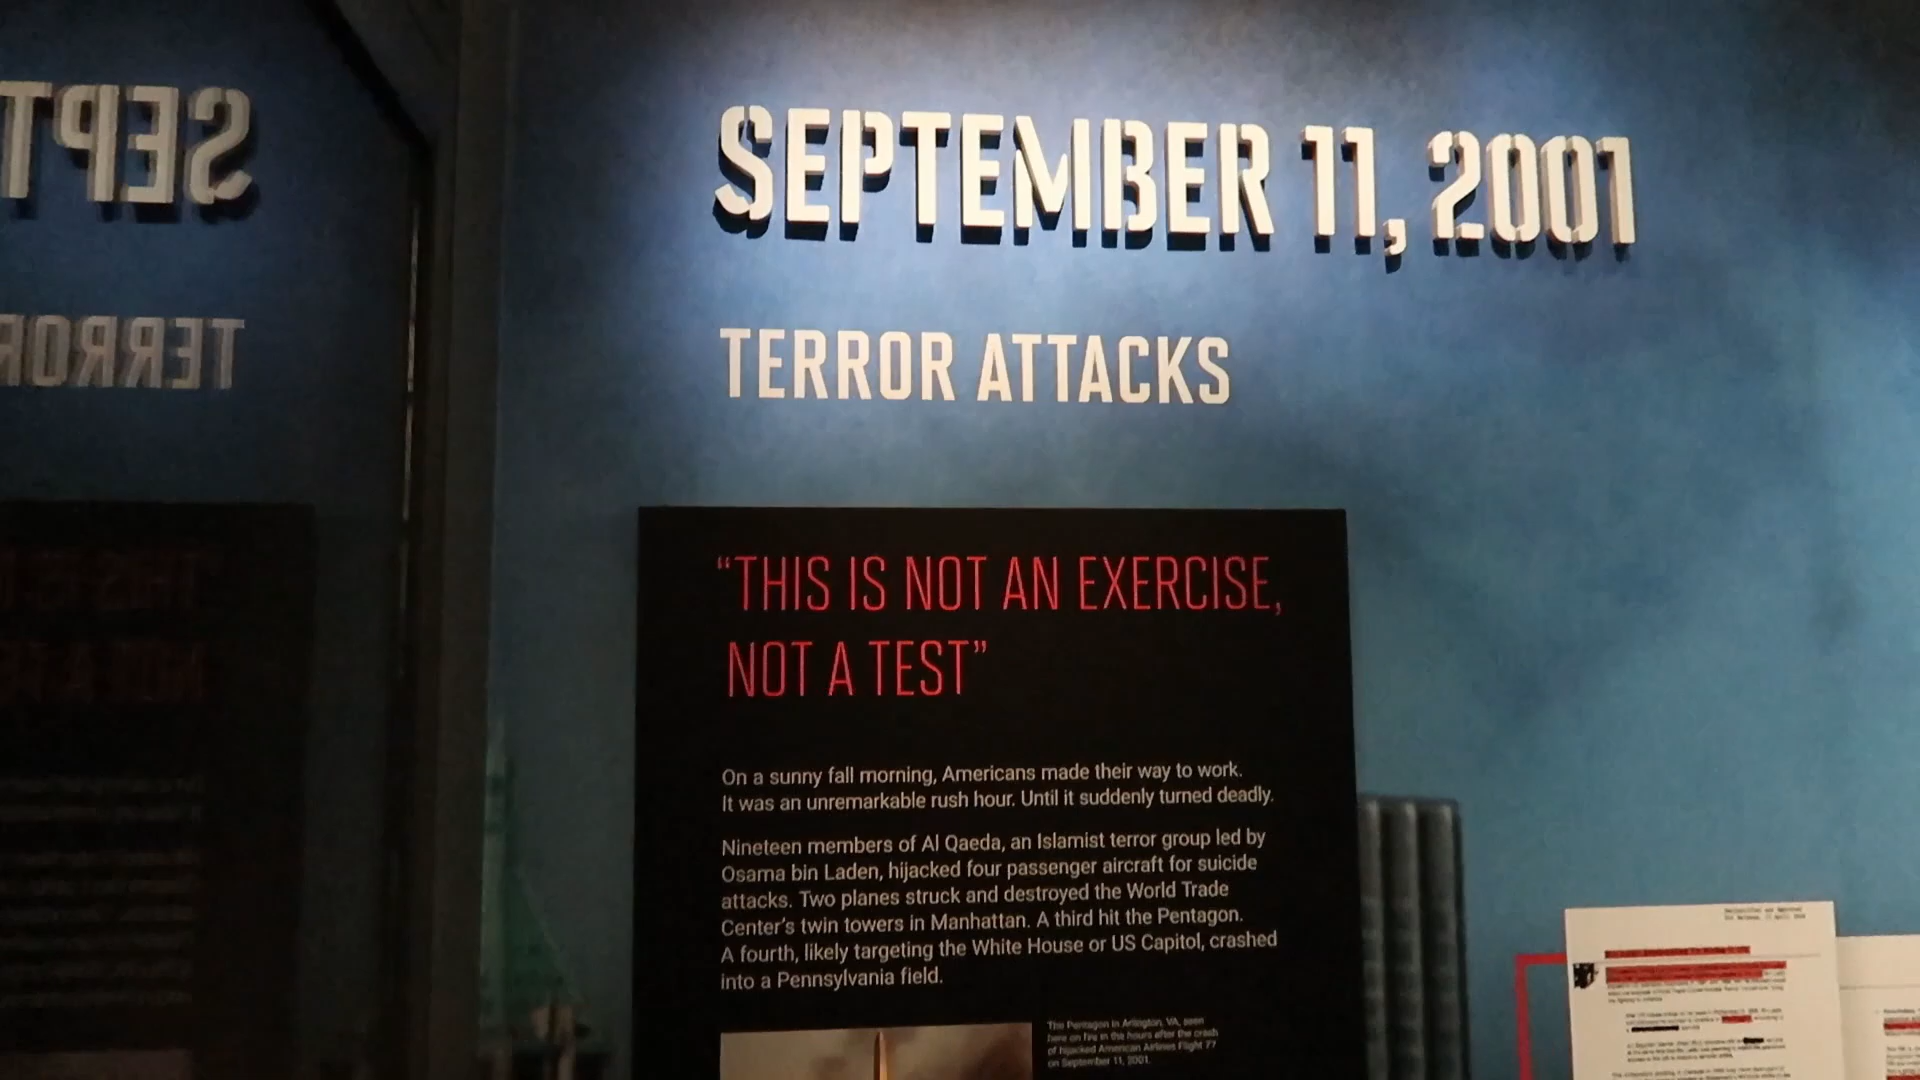 SEPT
TERROR
SEPTEMBER 11, 2001
TERROR ATTACKS
“THIS IS NOT AN EXERCISE,
NOT A TEST”
On a sunny fall morning, Americans made their way to work.
It was an unremarkable rush hour. Until it suddenly turned deadly.
Nineteen members of Al Qaeda, an Islamist terror group led by
Osama bin Laden, hijacked four passenger aircraft for suicide
attacks. Two planes struck and destroyed the World Trade
Center’s twin towers in Manhattan. A third hit the Pentagon.
A fourth, likely targeting the White House or US Capitol, crashed
into a Pennsylvania field.
The Pentagon in Arlington, VA, seen
here on fire in the hours after the crash
of hijacked American Airlines Flight 77
on September 11, 2001.